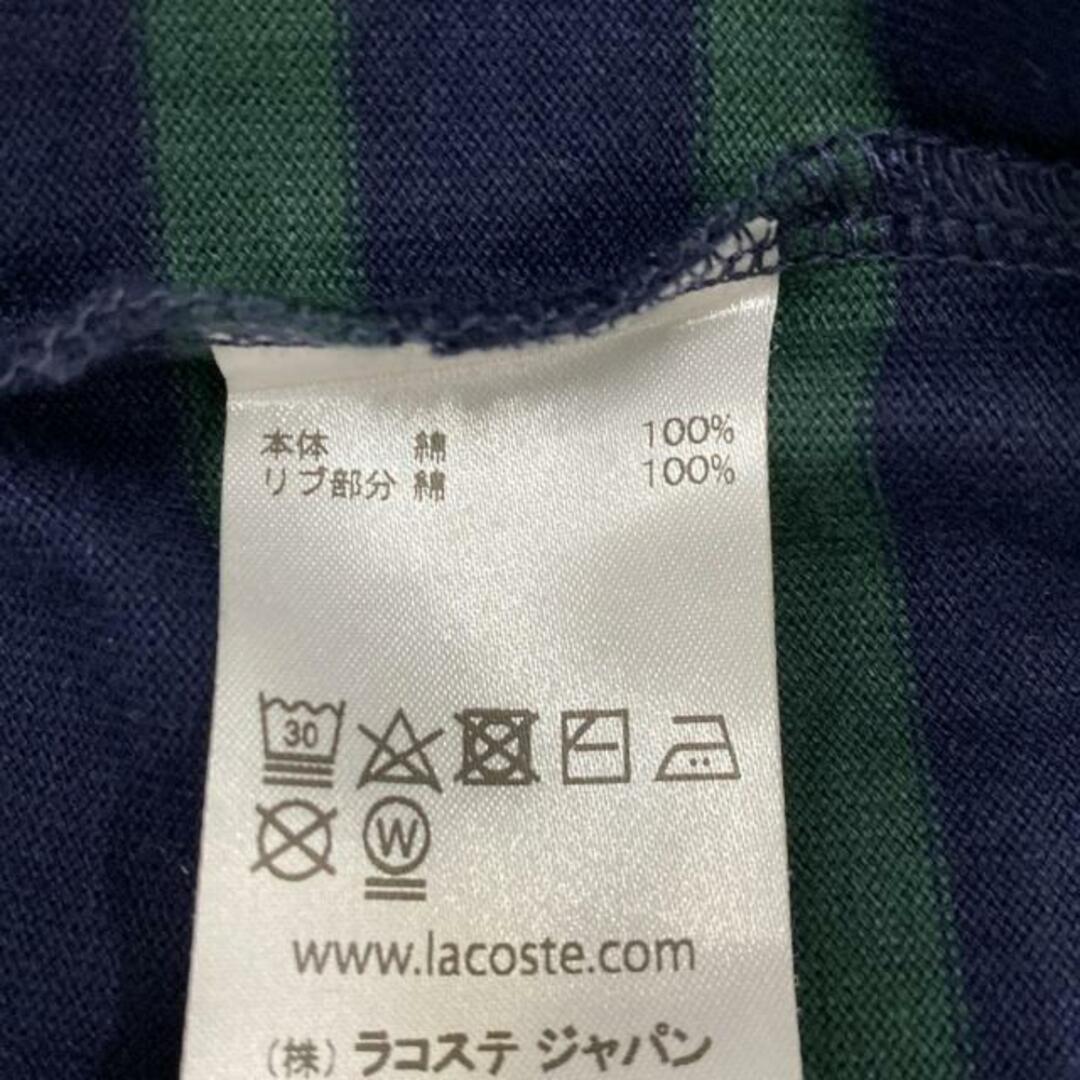 本体 綿 100%
リブ部分 綿 100%
30
W
www.lacoste.com
(株) ラコステ ジャパン